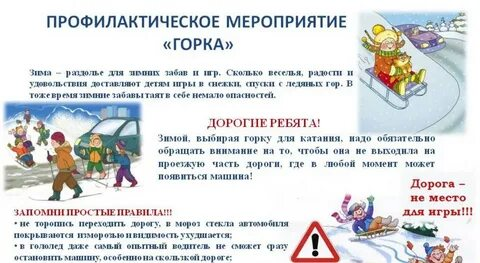 ПРОФИЛАКТИЧЕСКОЕ МЕРОПРИЯТИЕ
«ГОРКА»
Зима – раздолье для зимних забав и игр. Сколько веселья, радости и
удовольствия доставляют детям игры в снежки, спуски с ледяных гор. В
тоже время зимние забавы таят в себе немало опасностей.
ДОРОГИЕ РЕБЯТА!
Зимой, выбирая горку для катания, надо обязательно
обращать внимание на то, чтобы она не выходила на
проезжую часть дороги, где в любой момент может
появиться машина!
Дорога –
не место
для игры!!!
ЗАПОМНИ ПРОСТЫЕ ПРАВИЛА!!!
• не торопись переходить дорогу, в мороз стекла автомобиля
покрываются изморозью и видимость ухудшается;
• в гололед даже самый опытный водитель не сможет сразу
остановить машину, особенно на скользкой дороге;